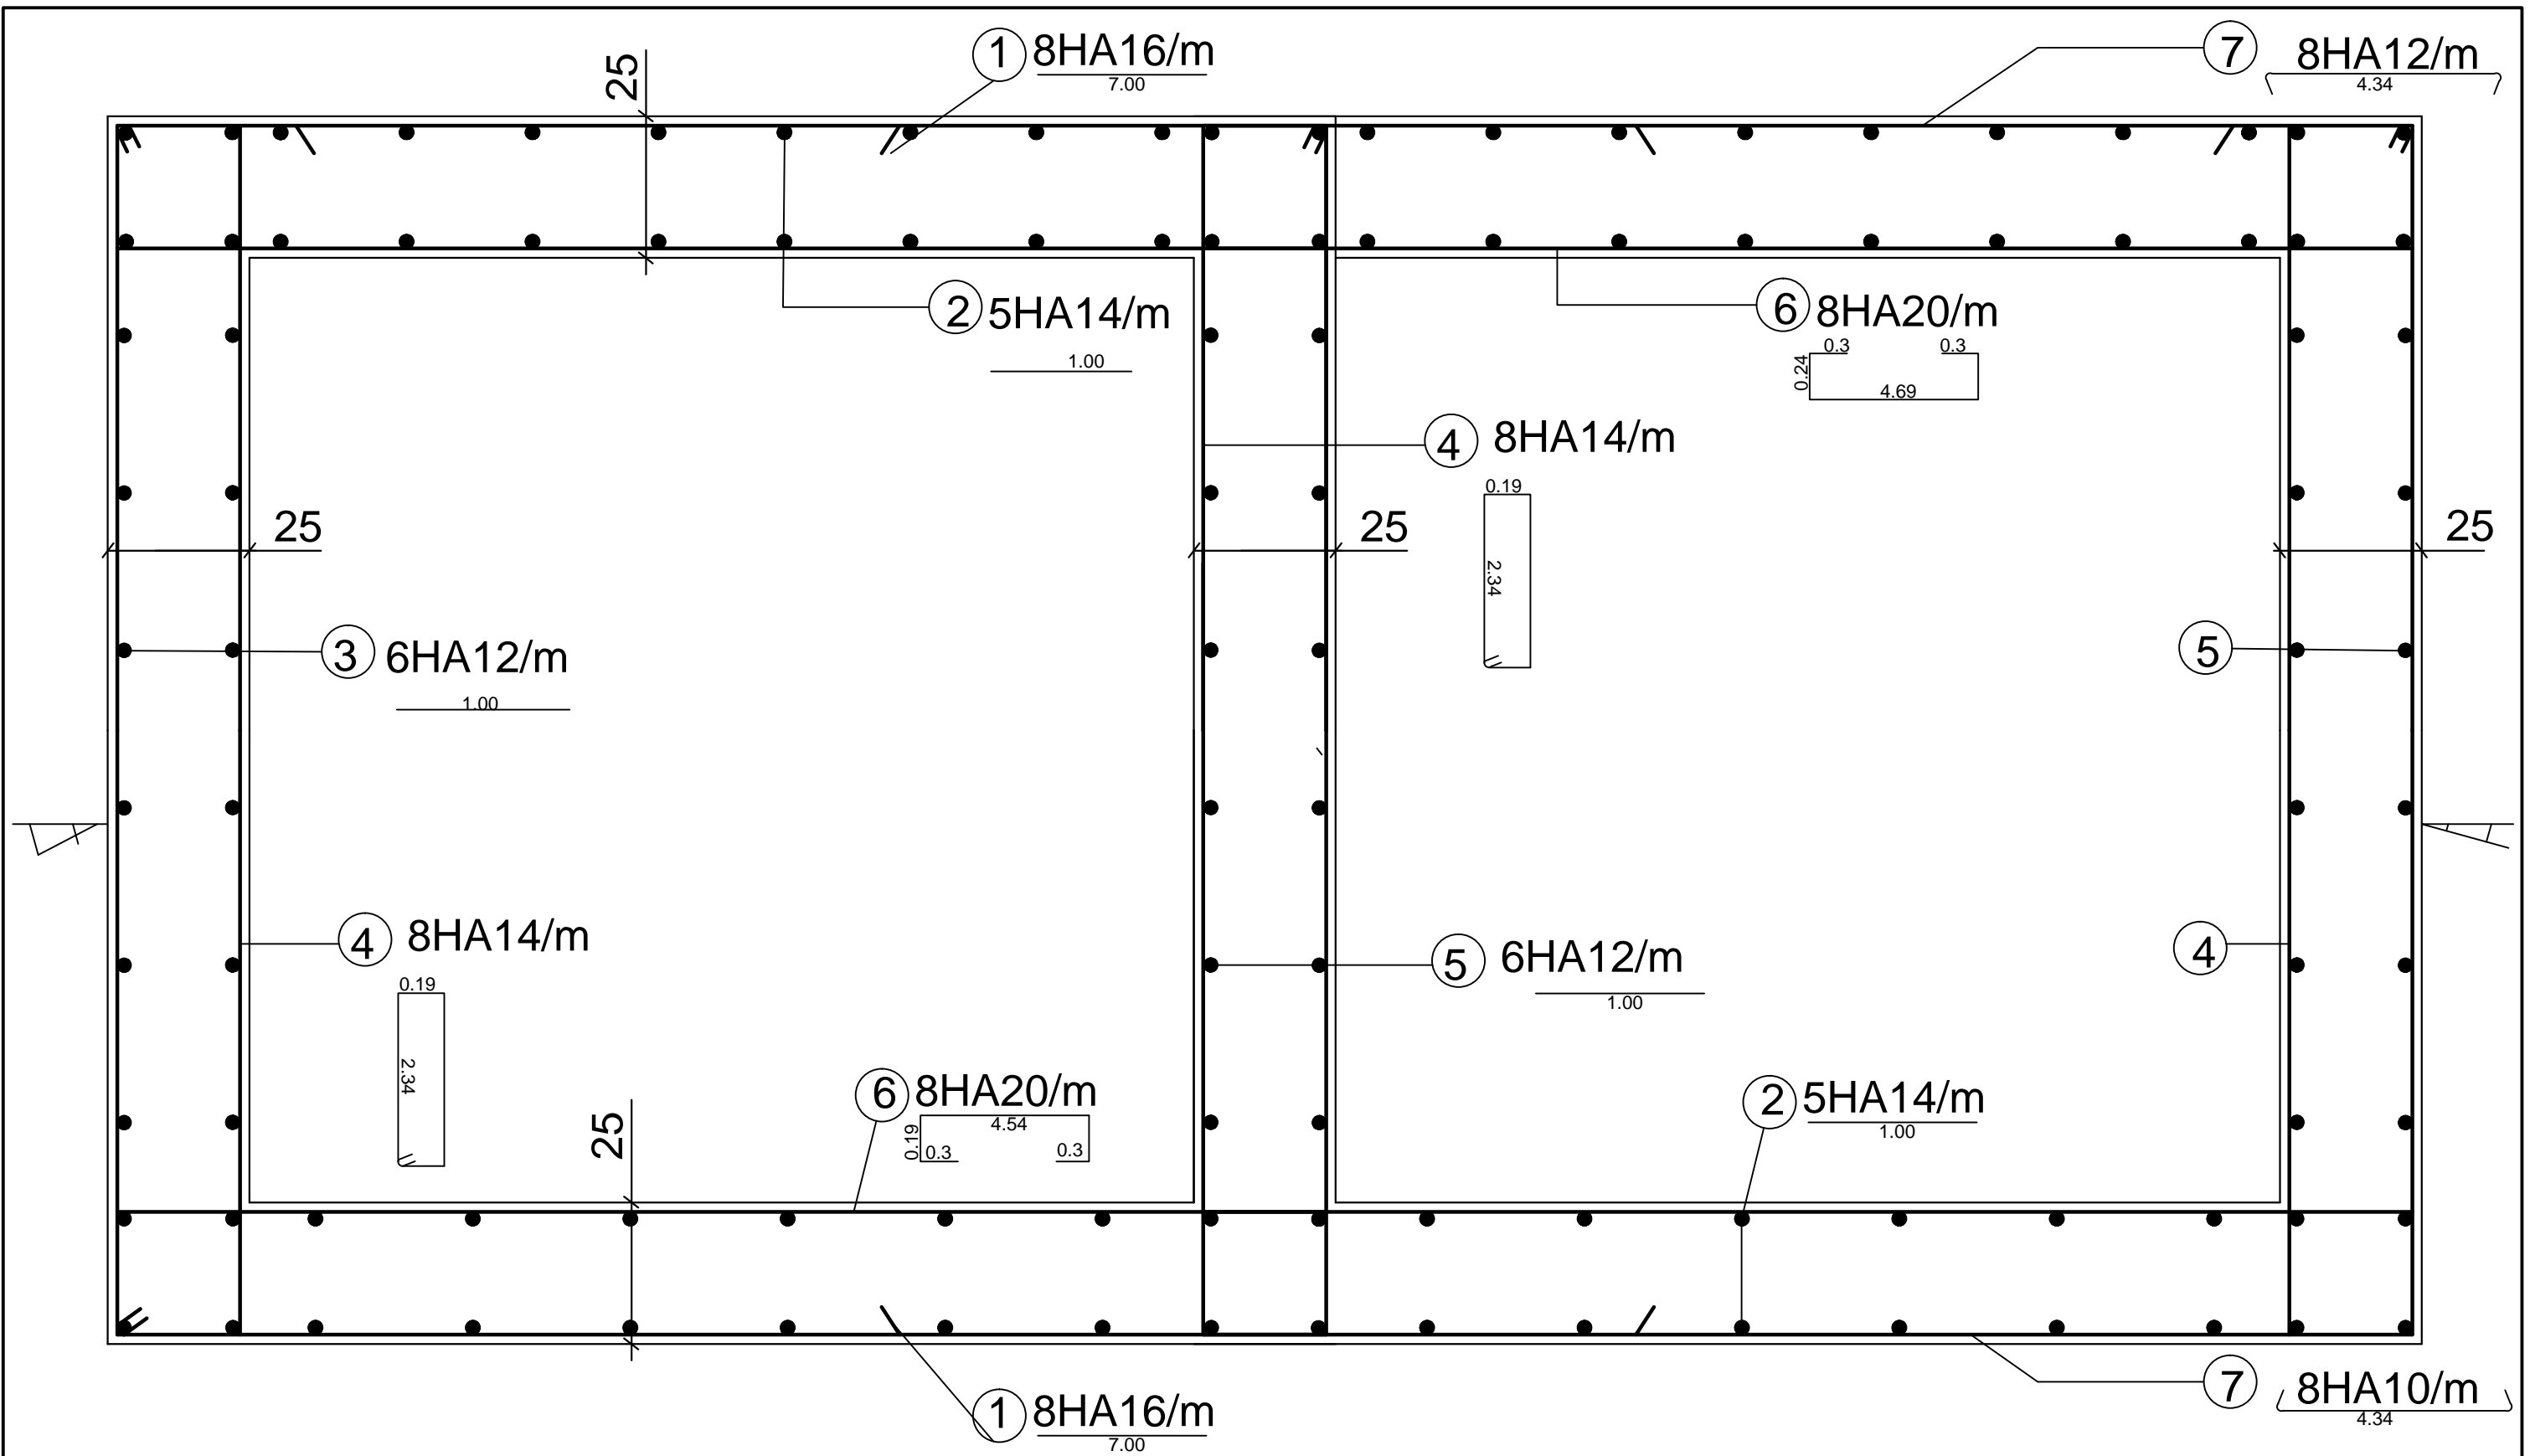 1 8HA16/m
7.00
7 8HA12/m
4.34
25
2 5HA14/m
1.00
6 8HA20/m
0.3 0.3
0.24
4.69
4 8HA14/m
0.19
2.34
25
25
25
3 6HA12/m
1.00
5
4 8HA14/m
0.19
2.34
5 6HA12/m
1.00
4
6 8HA20/m
4.54
0.19
0.3 0.3
25
2 5HA14/m
1.00
1 8HA16/m
7.00
7 8HA10/m
4.34